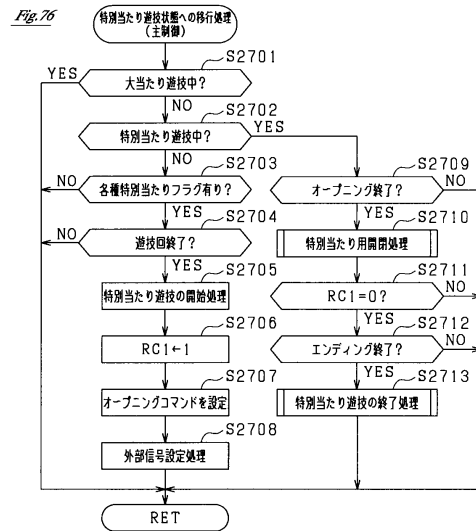 Fig.76
特別当たり遊技状態への移行処理
(主制御)
S2701
YES
大当たり遊技中?
NO
S2702
特別当たり遊技中?
YES
NO
S2703
NO
各種特別当たりフラグ有り?
YES
S2704
NO
遊技回終了?
YES
S2705
特別当たり遊技の開始処理
S2706
RC1←1
S2707
オープニングコマンドを設定
S2708
外部信号設定処理
S2709
オープニング終了?
NO
YES
S2710
特別当たり用開閉処理
S2711
RC1=0?
NO
YES
S2712
エンディング終了?
NO
YES
S2713
特別当たり遊技の終了処理
RET